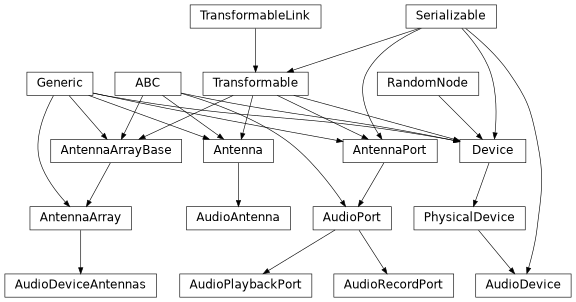 TransformableLink
Serializable
Generic
ABC
Transformable
RandomNode
AntennaArrayBase
Antenna
AntennaPort
Device
AntennaArray
AudioAntenna
AudioPort
PhysicalDevice
AudioDeviceAntennas
AudioPlaybackPort
AudioRecordPort
AudioDevice